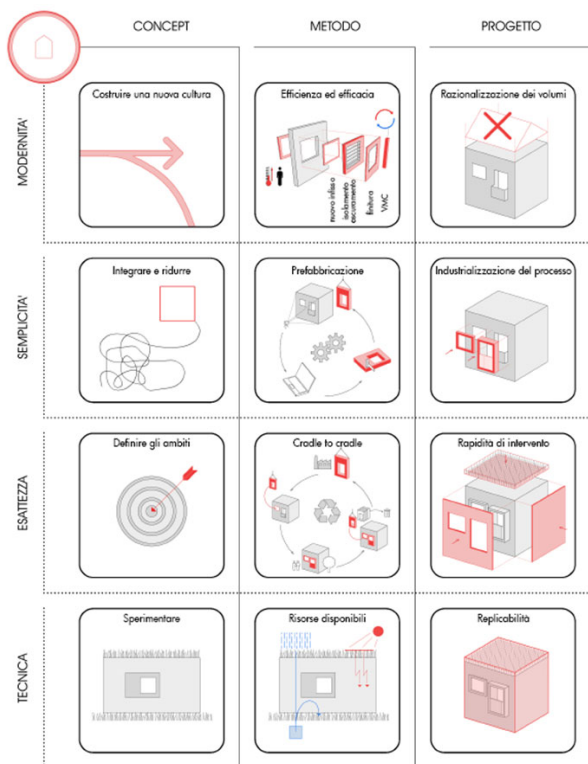 CONCEPT
METODO
PROGETTO
MODERNITA'
Costruire una nuova cultura
Efficienza ed efficacia
nuovo infisso
isolamento
oscuramento
finitura
VMC
Razionalizzazione dei volumi
SEMPLICITA'
Integrare e ridurre
Prefabbricazione
Industrializzazione del processo
ESATTEZZA
Definire gli ambiti
Cradle to cradle
Rapidità di intervento
TECNICA
Sperimentare
Risorse disponibili
Replicabilità